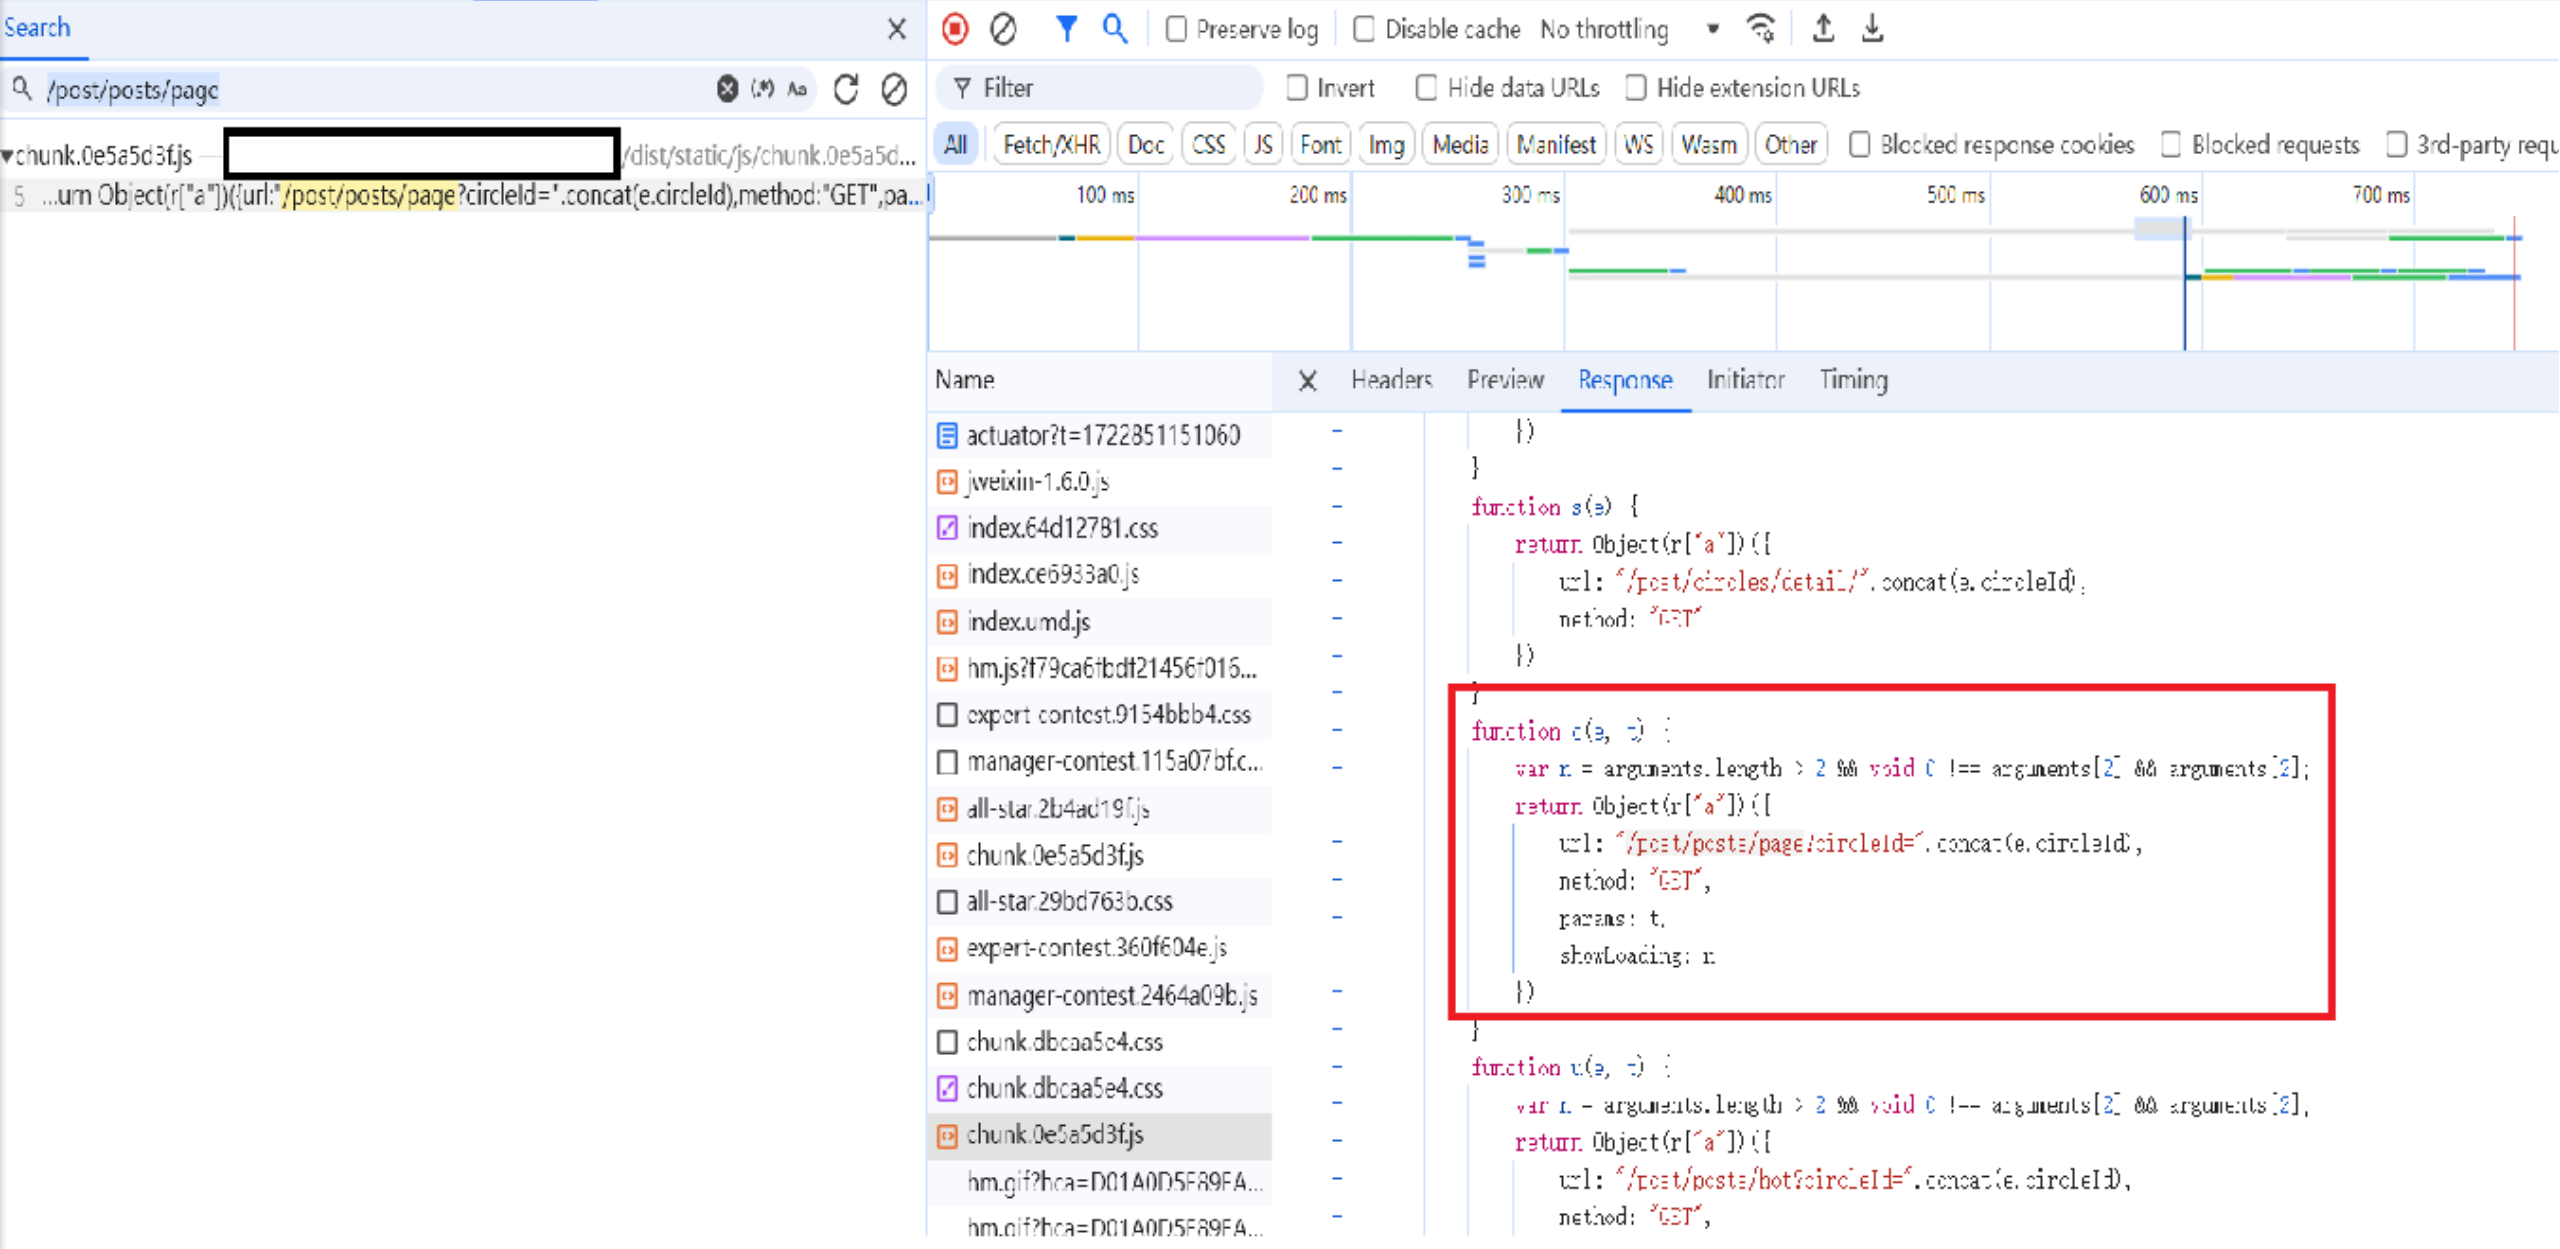 Search
/post/posts/page
chunk.0e5a5d3f.js — /dist/static/js/chunk.0e5a5d...
5 ...urn Object(r["a"])({url:"/post/posts/page?circleId=".concat(e.circleId),method:"GET",pa...
Preserve log Disable cache No throttling
Filter Invert Hide data URLs Hide extension URLs
All Fetch/XHR Doc CSS JS Font Img Media Manifest WS Wasm Other Blocked response cookies Blocked requests 3rd-party requ
100 ms 200 ms 300 ms 400 ms 500 ms 600 ms 700 ms
Name Headers Preview Response Initiator Timing
actuator?t=1722851151060
jweixin-1.6.0.js
index.64d12781.css
index.ce6933a0.js
index.umd.js
hm.js?f79ca6fbdf21456f016...
expert-contest.9154bbb4.css
manager-contest.115a07bf.c...
all-star.2b4ad19f.js
chunk.0e5a5d3f.js
all-star.29bd763b.css
expert-contest.360f604e.js
manager-contest.2464a09b.js
chunk.dbcaa5e4.css
chunk.dbcaa5e4.css
chunk.0e5a5d3f.js
hm.gif?hca=D01A0D5F89FA...
hm.gif?hca=D01A0D5F89FA...
})
}
function s(e) {
return Object(r["a"])({
url: "/post/circles/detail/".concat(e.circleId),
method: "GET"
})
}
function c(e, t) {
var n = arguments.length > 2 && void 0 !== arguments[2] && arguments[2];
return Object(r["a"])({
url: "/post/posts/page?circleId=".concat(e.circleId),
method: "GET",
params: t,
showLoading: n
})
}
function u(e, t) {
var n = arguments.length > 2 && void 0 !== arguments[2] && arguments[2];
return Object(r["a"])({
url: "/post/posts/hot?circleId=".concat(e.circleId),
method: "GET",